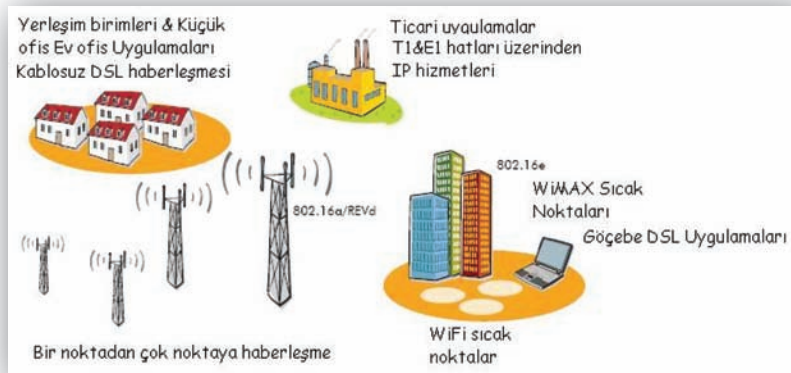 Yerleşim birimleri & Küçük
ofis Ev ofis Uygulamaları
Kablosuz DSL haberleşmesi
Ticari uygulamalar
T1&E1 hatları üzerinden
IP hizmetleri
802.16a/REVd
802.16e
WiMAX Sıcak
Noktaları
Göçebe DSL Uygulamaları
WiFi sıcak
noktalar
Bir noktadan çok noktaya haberleşme